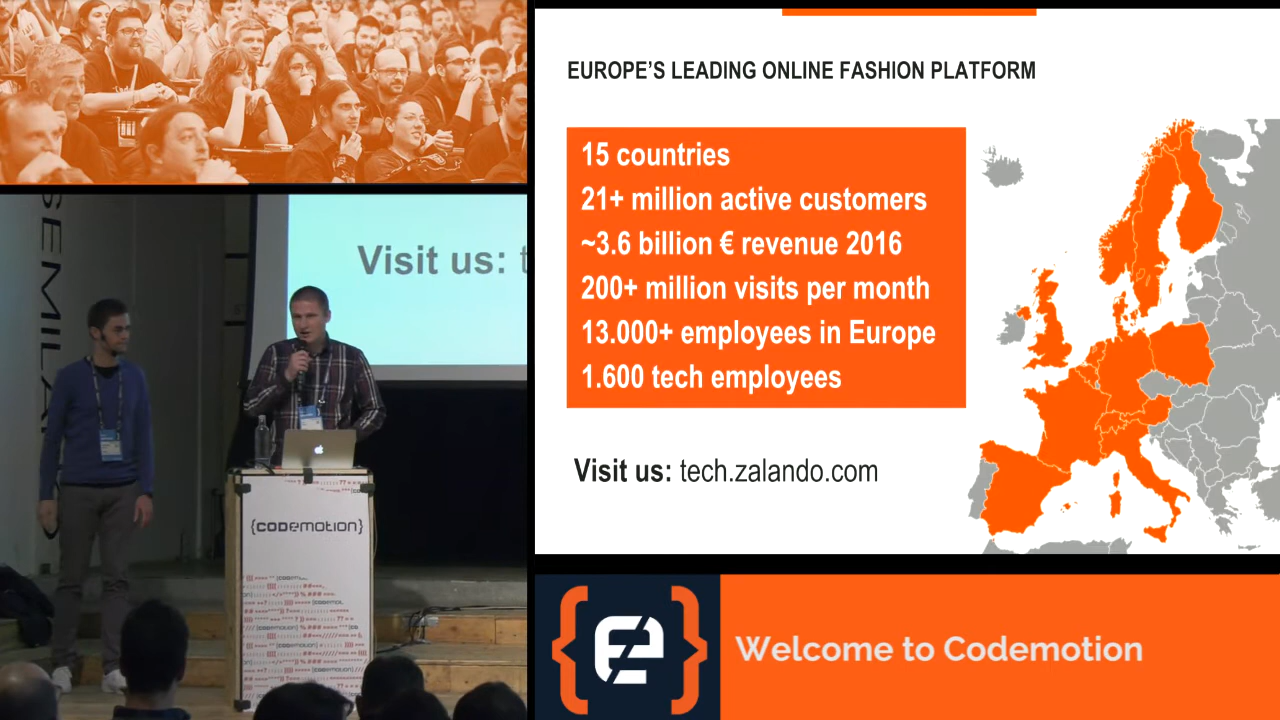 EUROPE'S LEADING ONLINE FASHION PLATFORM
15 countries
21+ million active customers
~3.6 billion € revenue 2016
200+ million visits per month
13.000+ employees in Europe
1.600 tech employees
Visit us: tech.zalando.com
Visit us: t
{CODEMOTION}
Welcome to Codemotion